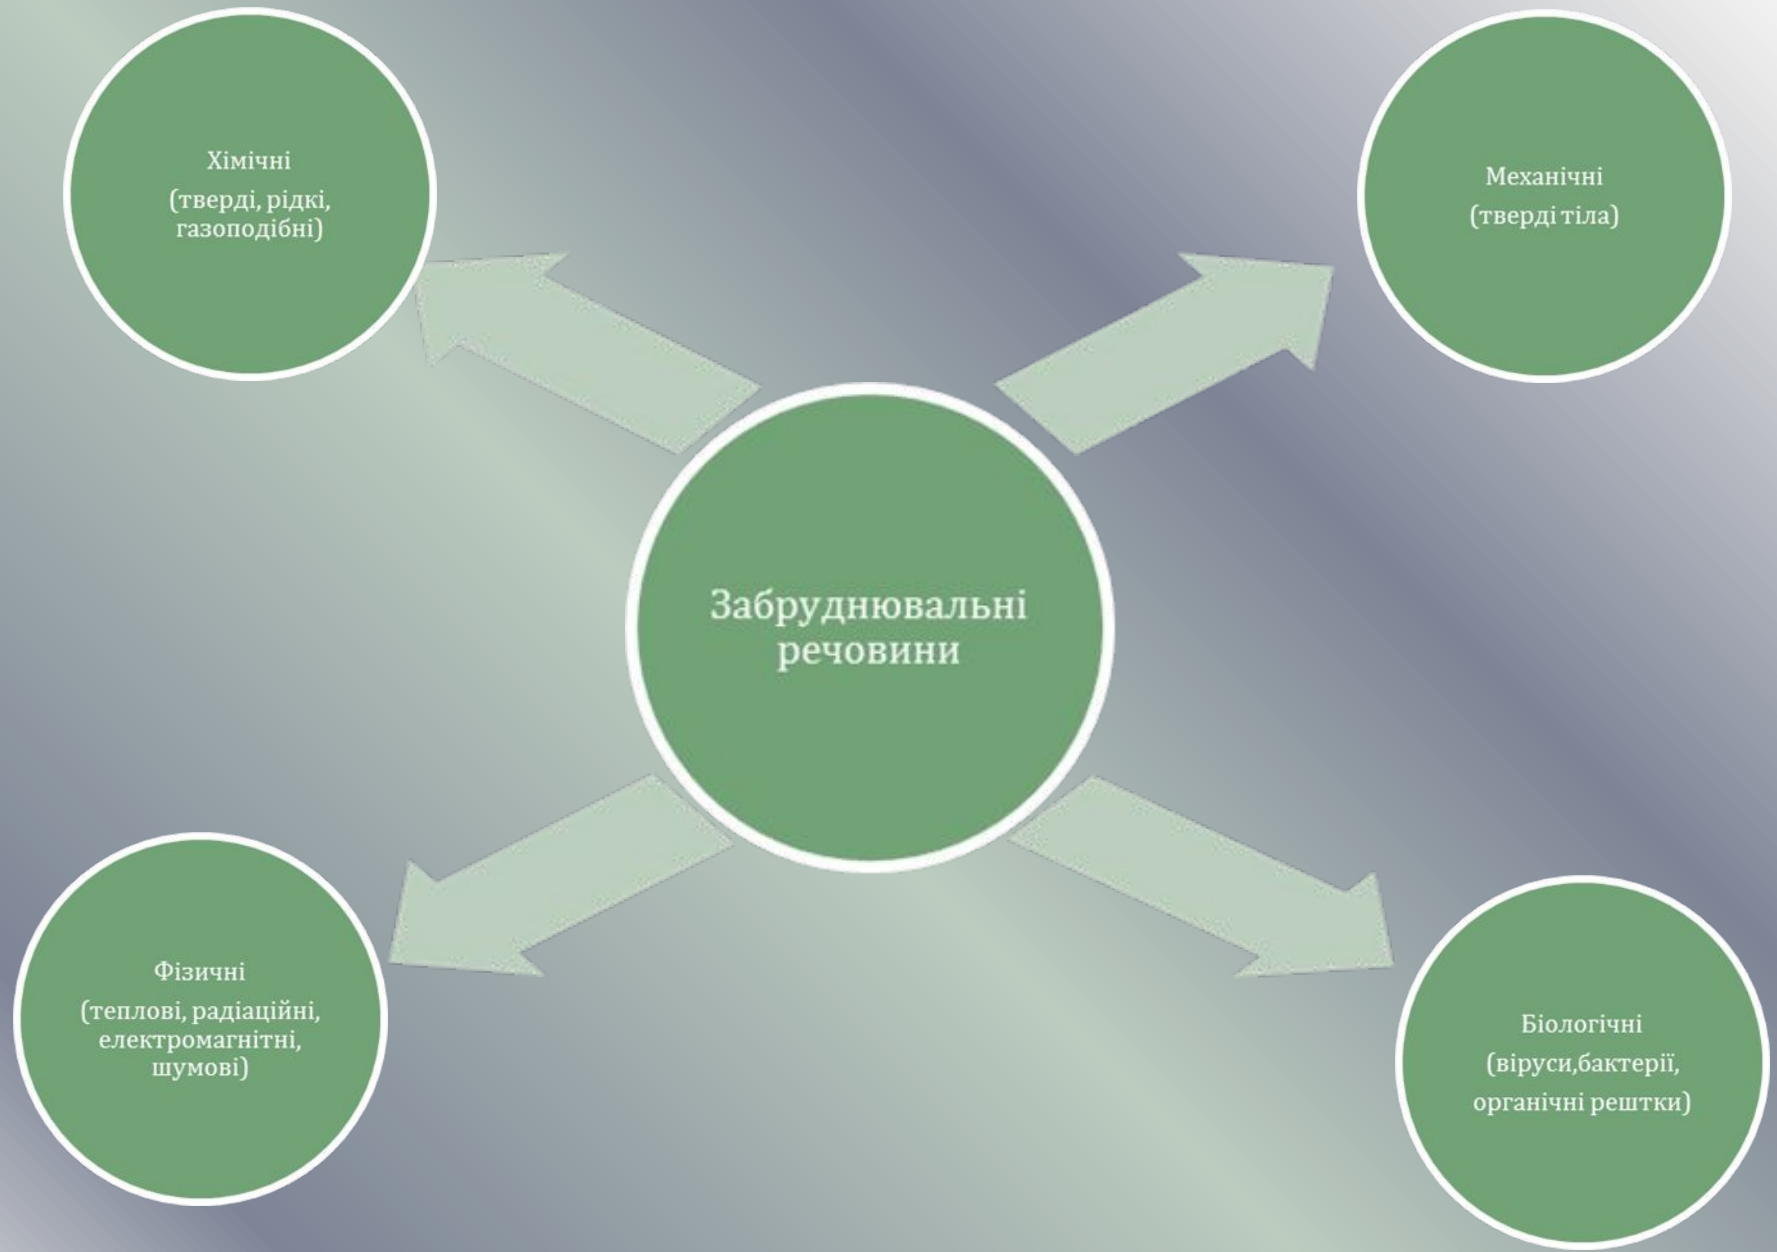 Хімічні
(тверді, рідкі,
газоподібні)
Механічні
(тверді тіла)
Забруднювальні
речовини
Фізичні
(теплові, радіаційні,
електромагнітні,
шумові)
Біологічні
(віруси,бактерії,
органічні рештки)